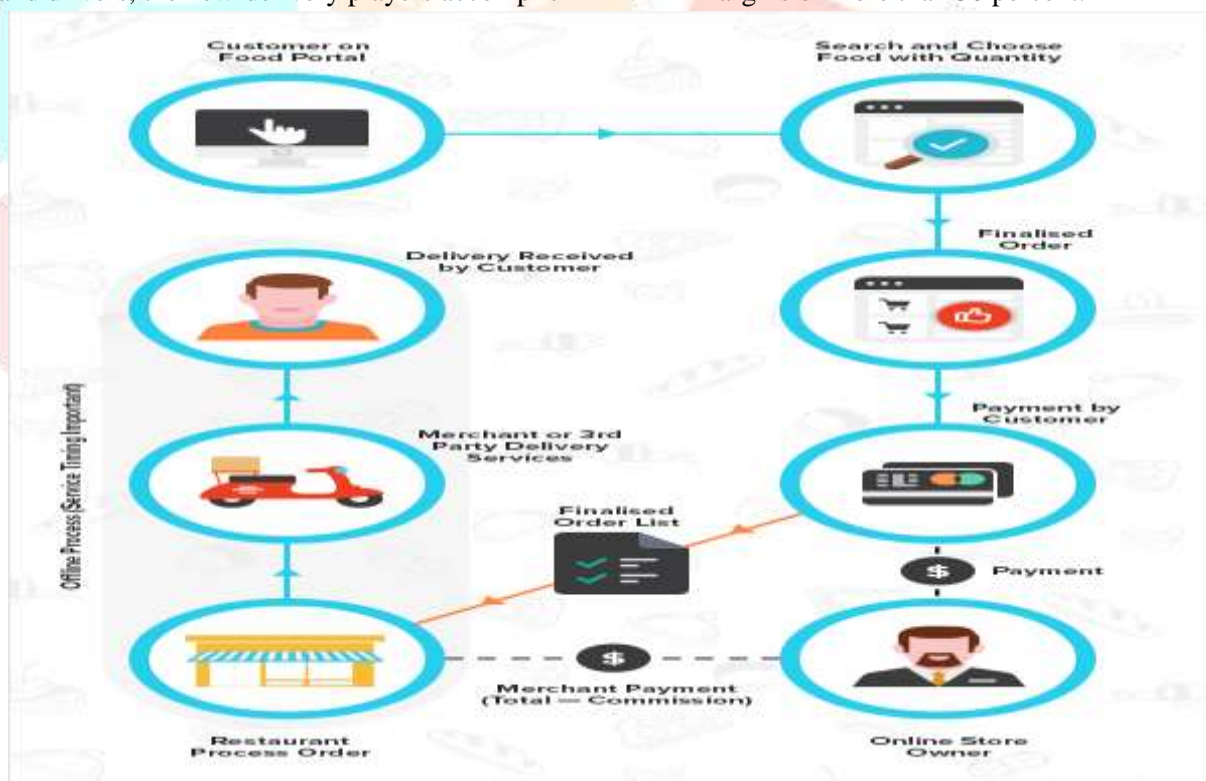 Customer on
Food Portal
Search and Choose
Food with Quantity
Finalised
Order
Delivery Received
by Customer
Payment by
Customer
Merchant or 3rd
Party Delivery
Services
Offline Process (Service Timing Important)
Finalised
Order List
$ Payment
$
Merchant Payment
(Total — Commission)
Restaurant
Process Order
Online Store
Owner